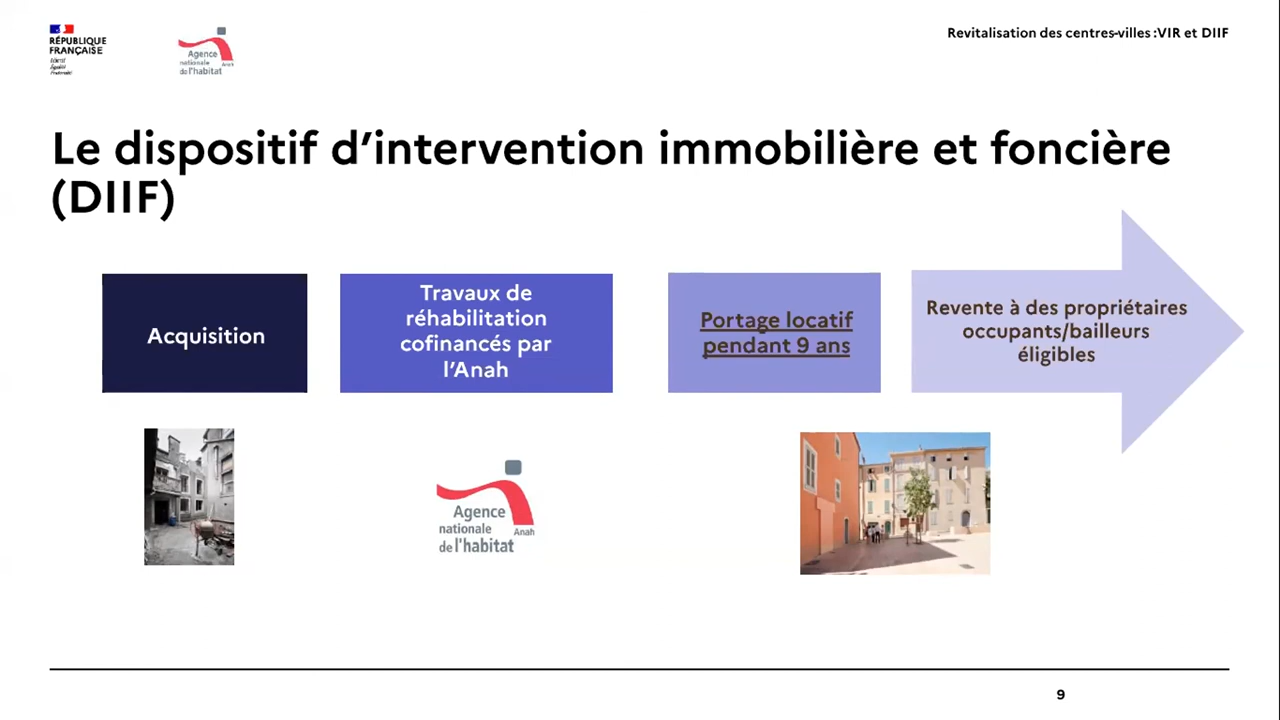 RÉPUBLIQUE
FRANÇAISE
Liberté
Égalité
Fraternité
Agence
nationale
de l'habitat
Anah
Revitalisation des centres-villes :VIR et DIIF
Le dispositif d'intervention immobilière et foncière
(DIIF)
Acquisition
Travaux de
réhabilitation
cofinancés par
l'Anah
Portage locatif
pendant 9 ans
Revente à des propriétaires
occupants/bailleurs
éligibles
Agence
nationale
de l'habitat
Anah
9